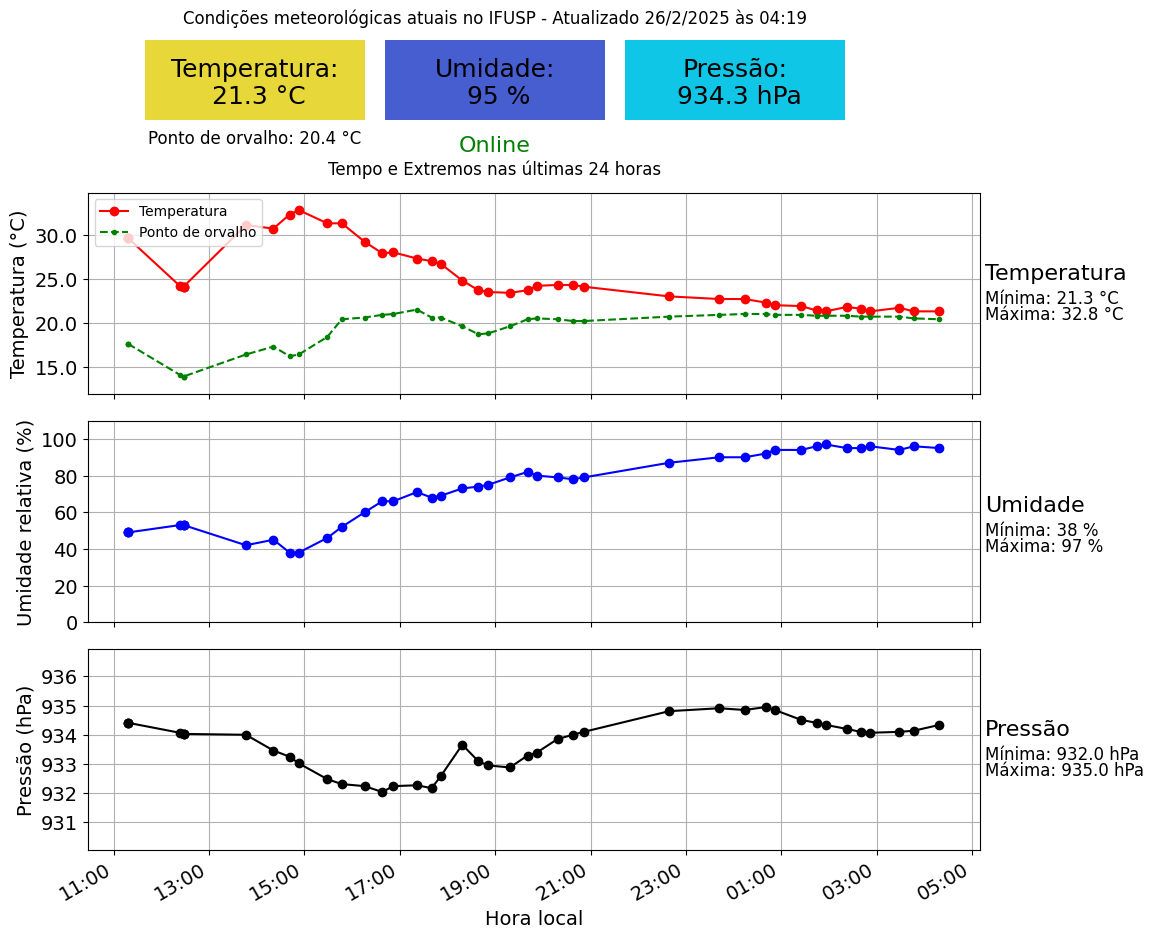 Condições meteorológicas atuais no IFUSP - Atualizado 26/2/2025 às 04:19
Temperatura:
21.3 °C
Umidade:
95 %
Pressão:
934.3 hPa
Ponto de orvalho: 20.4 °C
Online
Tempo e Extremos nas últimas 24 horas
Temperatura (°C)
30.0
25.0
20.0
15.0
Temperatura
Ponto de orvalho
Temperatura
Mínima: 21.3 °C
Máxima: 32.8 °C
Umidade relativa (%)
100
80
60
40
20
0
Umidade
Mínima: 38 %
Máxima: 97 %
Pressão (hPa)
936
935
934
933
932
931
Pressão
Mínima: 932.0 hPa
Máxima: 935.0 hPa
11:00
13:00
15:00
17:00
19:00
21:00
23:00
01:00
03:00
05:00
Hora local